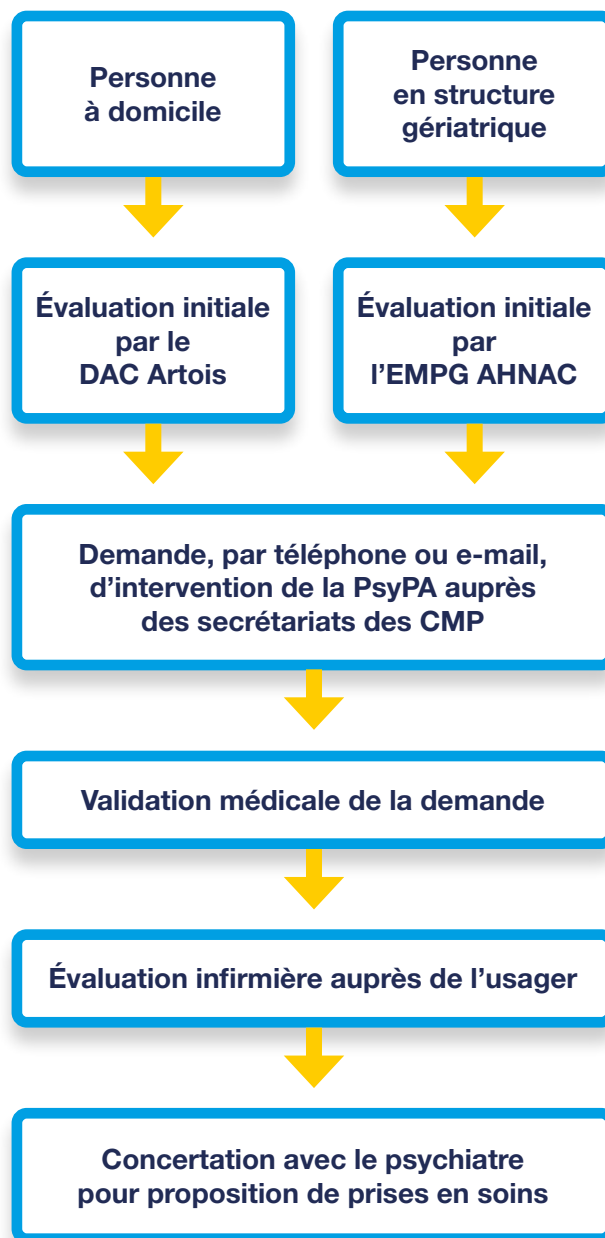 Personne
à domicile
Personne
en structure
gériatrique
Évaluation initiale
par le
DAC Artois
Évaluation initiale
par
l’EMPG AHNAC
Demande, par téléphone ou e-mail,
d’intervention de la PsyPA auprès
des secrétariats des CMP
Validation médicale de la demande
Évaluation infirmière auprès de l’usager
Concertation avec le psychiatre
pour proposition de prises en soins